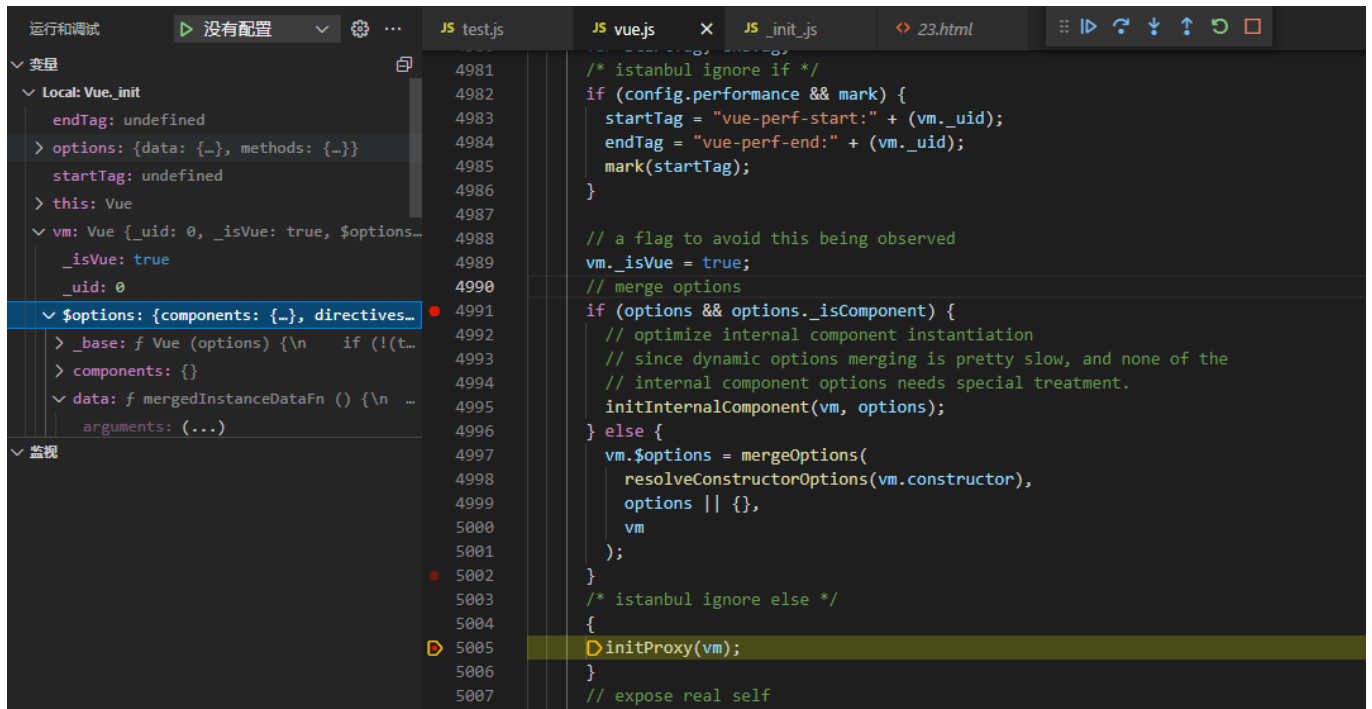 运行和调试 没有配置 ...
变量
Local: Vue._init
endTag: undefined
options: {data: {…}, methods: {…}}
startTag: undefined
this: Vue
vm: Vue {_uid: 0, _isVue: true, $options…
_isVue: true
_uid: 0
$options: {components: {…}, directives…
_base: ƒ Vue (options) {\n    if (!(t…
components: {}
data: ƒ mergedInstanceDataFn () {\n  …
arguments: (...)
监视
JS test.js JS vue.js JS _init_.js <> 23.html
4981 /* istanbul ignore if */
4982 if (config.performance && mark) {
4983 startTag = "vue-perf-start:" + (vm._uid);
4984 endTag = "vue-perf-end:" + (vm._uid);
4985 mark(startTag);
4986 }
4987
4988 // a flag to avoid this being observed
4989 vm._isVue = true;
4990 // merge options
4991 if (options && options._isComponent) {
4992 // optimize internal component instantiation
4993 // since dynamic options merging is pretty slow, and none of the
4994 // internal component options needs special treatment.
4995 initInternalComponent(vm, options);
4996 } else {
4997 vm.$options = mergeOptions(
4998 resolveConstructorOptions(vm.constructor),
4999 options || {},
5000 vm
5001 );
5002 }
5003 /* istanbul ignore else */
5004 {
5005 initProxy(vm);
5006 }
5007 // expose real self